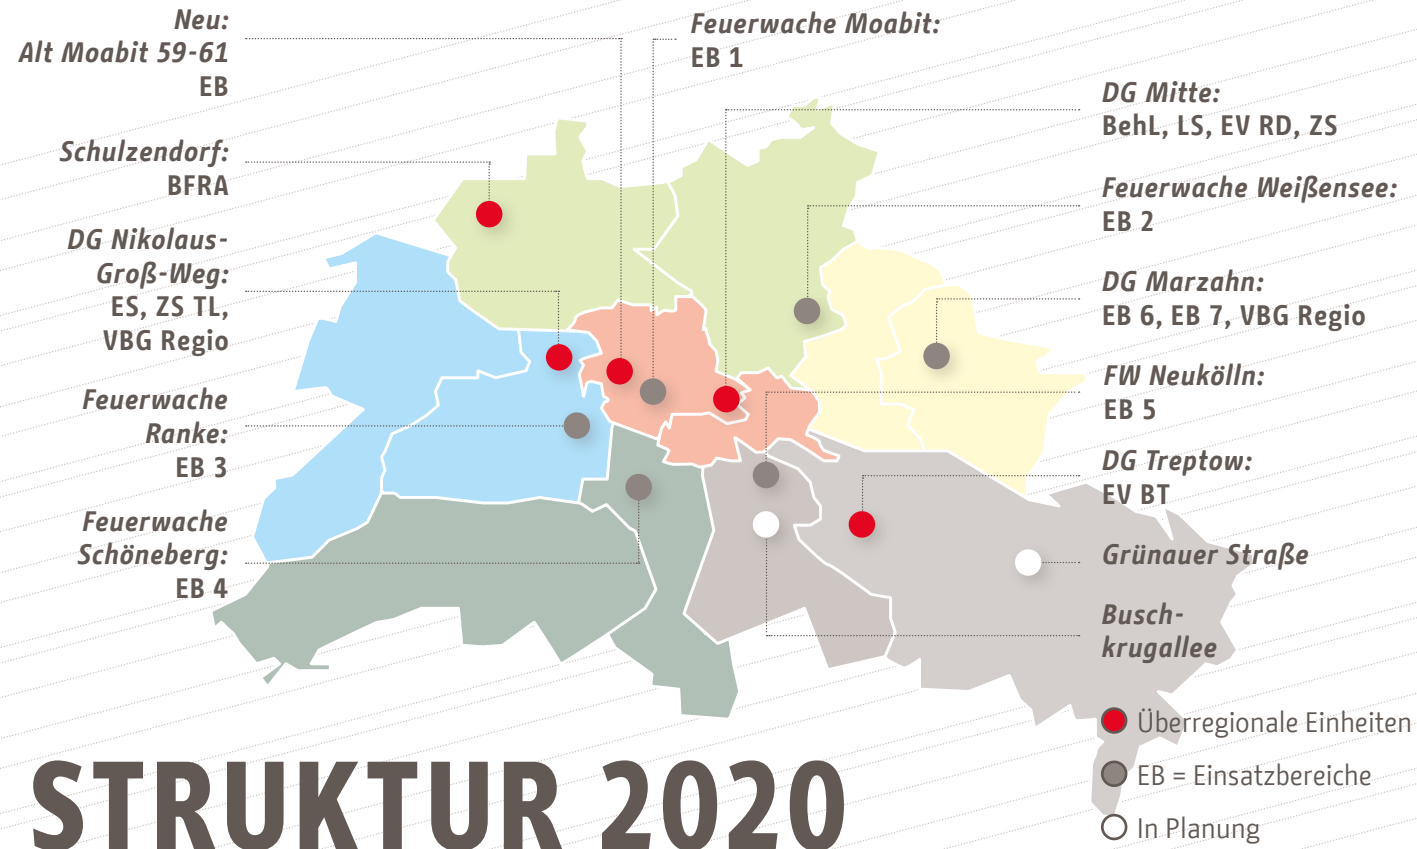 Neu:
Alt Moabit 59-61
EB
Schulzendorf:
BFRA
DG Nikolaus-
Groß-Weg:
ES, ZS TL,
VBG Regio
Feuerwache
Ranke:
EB 3
Feuerwache
Schöneberg:
EB 4
Feuerwache Moabit:
EB 1
DG Mitte:
BehL, LS, EV RD, ZS
Feuerwache Weißensee:
EB 2
DG Marzahn:
EB 6, EB 7, VBG Regio
FW Neukölln:
EB 5
DG Treptow:
EV BT
Grünauer Straße
Busch-
krugallee
Überregionale Einheiten
EB = Einsatzbereiche
In Planung
STRUKTUR 2020